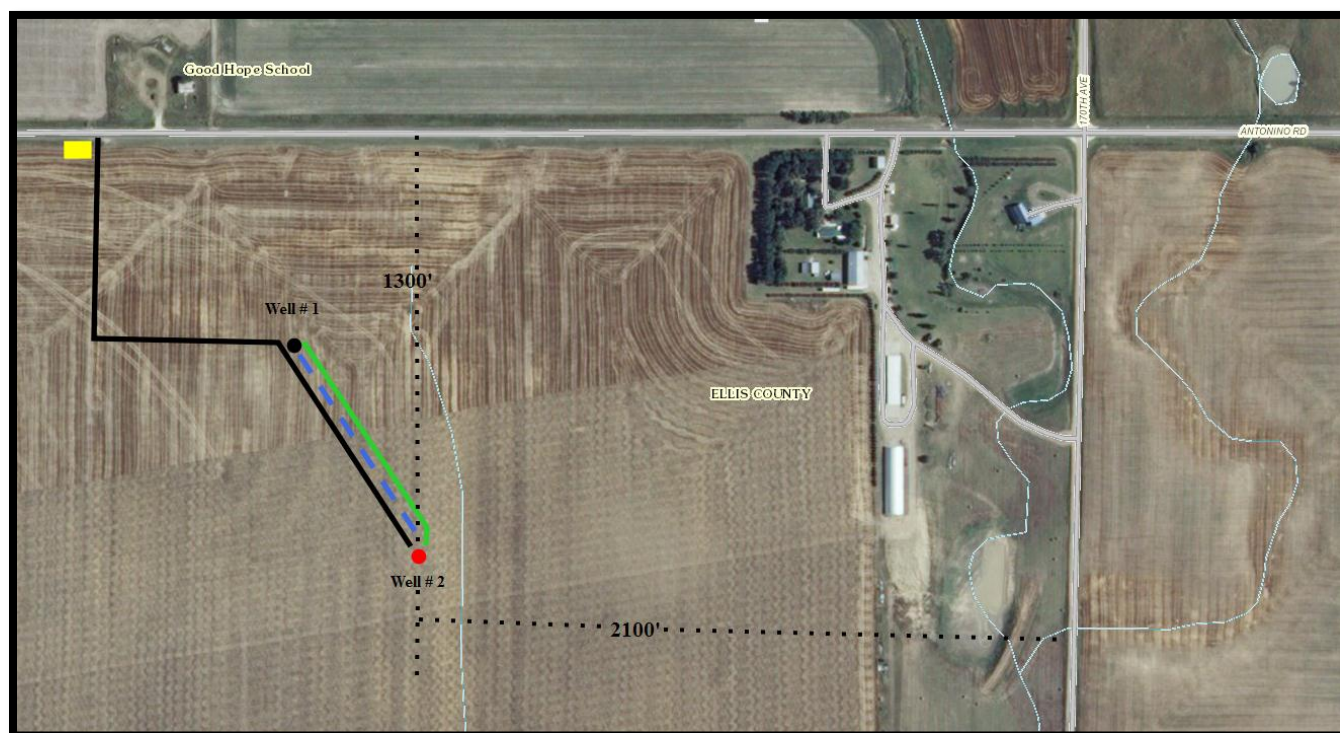 Good Hope School
170TH AVE
ANTONINO RD
1300'
Well # 1
ELLIS COUNTY
Well # 2
2100'